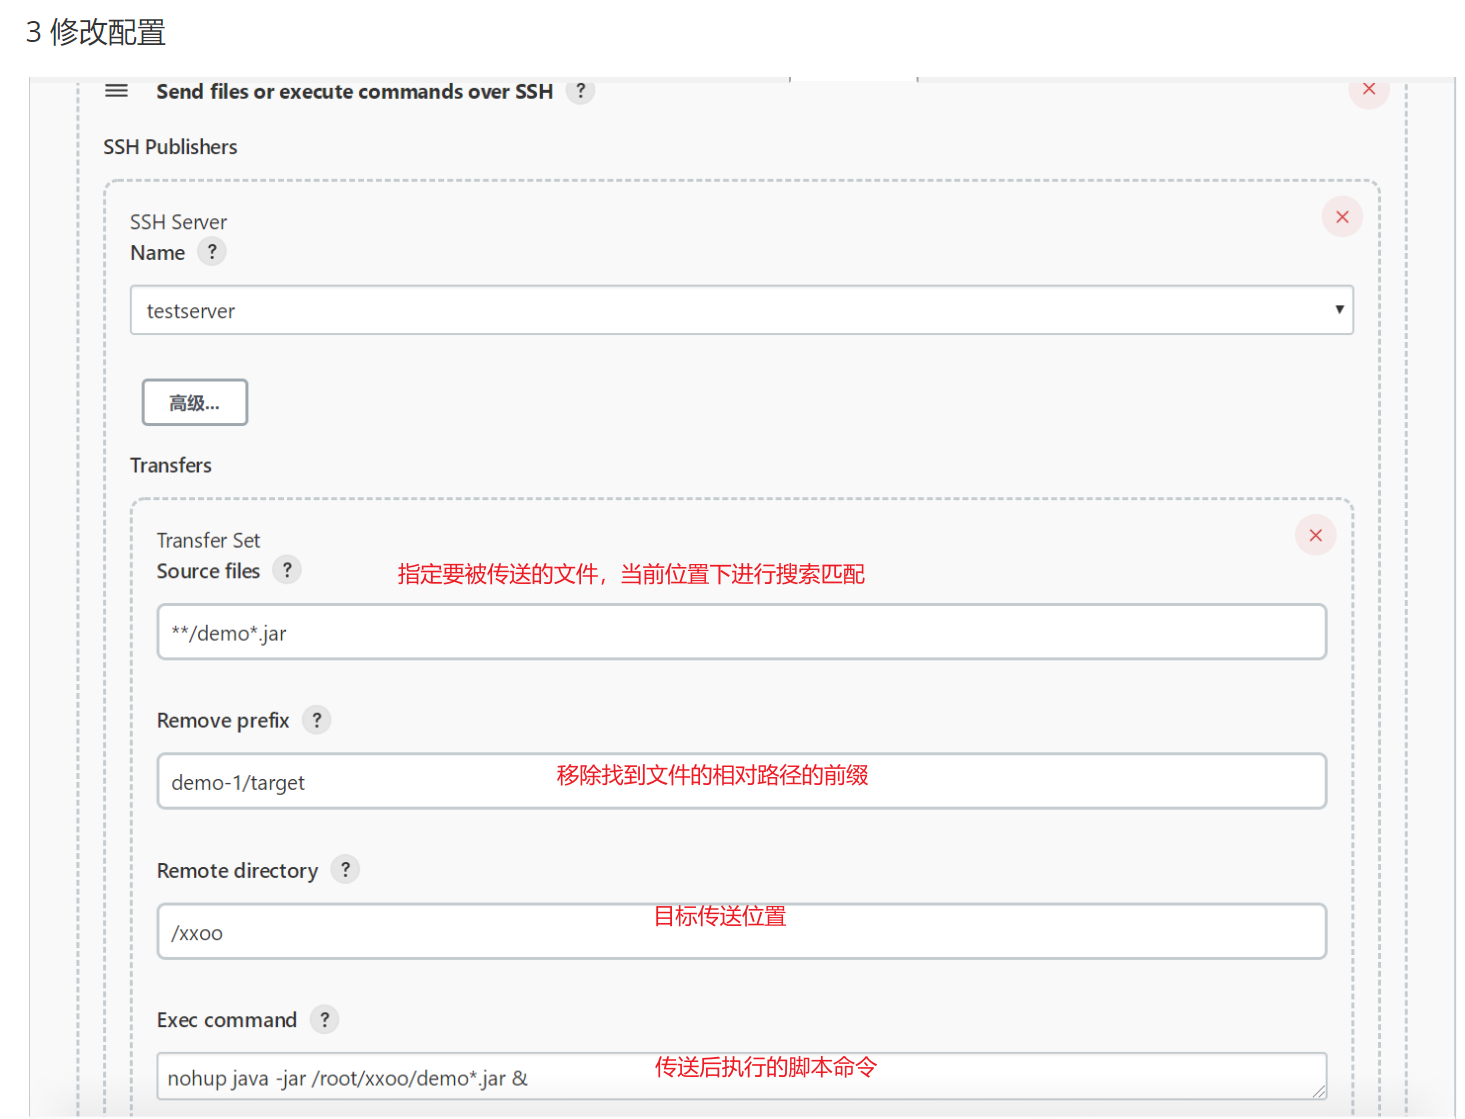 3 修改配置
Send files or execute commands over SSH ?
SSH Publishers
SSH Server
Name ?
testserver
高级...
Transfers
Transfer Set
Source files ?
指定要被传送的文件，当前位置下进行搜索匹配
**/demo*.jar
Remove prefix ?
demo-1/target
移除找到文件的相对路径的前缀
Remote directory ?
目标传送位置
/xxoo
Exec command ?
传送后执行的脚本命令
nohup java -jar /root/xxoo/demo*.jar &